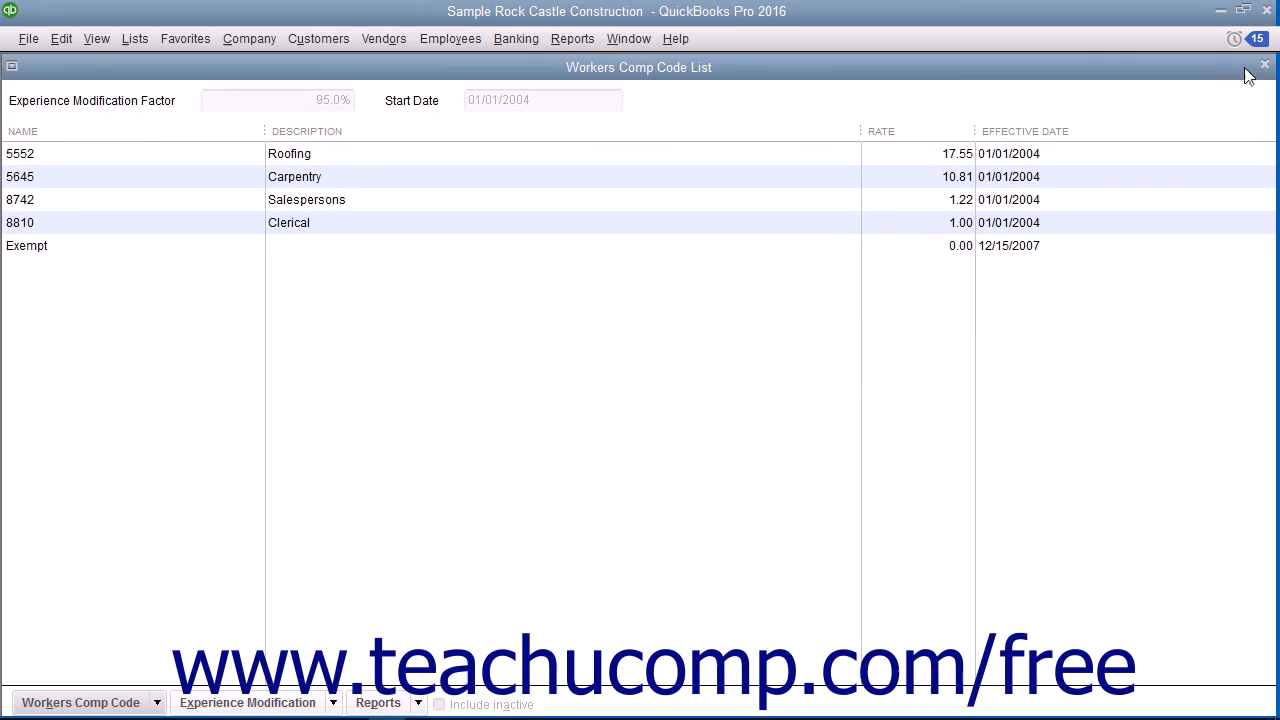 Sample Rock Castle Construction - QuickBooks Pro 2016
File Edit View Lists Favorites Company Customers Vendors Employees Banking Reports Window Help 15
Workers Comp Code List
Experience Modification Factor 95.0% Start Date 01/01/2004
NAME DESCRIPTION RATE EFFECTIVE DATE
5552 Roofing 17.55 01/01/2004
5645 Carpentry 10.81 01/01/2004
8742 Salespersons 1.22 01/01/2004
8810 Clerical 1.00 01/01/2004
Exempt 0.00 12/15/2007
www.teachucomp.com/free
Workers Comp Code Experience Modification Reports Include inactive